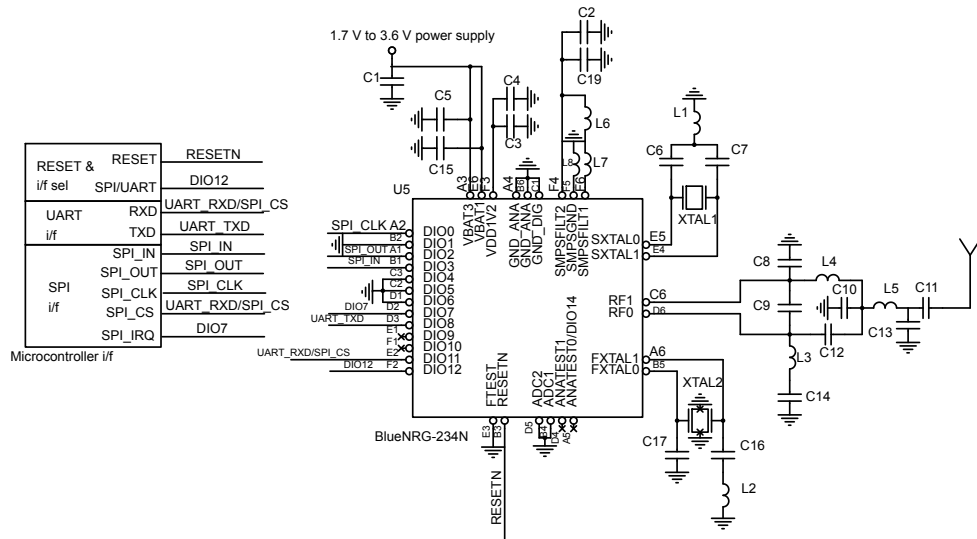 1.7 V to 3.6 V power supply
C1
C5
C15
C4
C3
C2
C19
L6
L8
L7
L1
C6
C7
XTAL1
RESET &
i/f sel
RESET
RESETN
SPI/UART
DIO12
UART
i/f
RXD
UART_RXD/SPI_CS
TXD
UART_TXD
SPI
i/f
SPI_IN
SPI_IN
SPI_OUT
SPI_OUT
SPI_CLK
SPI_CLK
SPI_CS
UART_RXD/SPI_CS
SPI_IRQ
DIO7
Microcontroller i/f
U5
A3
E6
F3
A4
B6
C1
F4
F5
F6
VBAT3
VBAT1
VDD1V2
GND_ANA
GND_ANA
GND_DIG
SMPSFILT2
SMPSGND
SMPSFILT1
SPI_CLK A2 DIO0
B2 DIO1
SPI_OUT A1 DIO2
SPI_IN B1 DIO3
C3 DIO4
C2 DIO5
D1 DIO6
DIO7 D2 DIO7
UART_TXD D3 DIO8
E1 DIO9
F1 DIO10
UART_RXD/SPI_CS E2 DIO11
DIO12 F2 DIO12
SXTAL0 E5
SXTAL1 E4
RF1 C6
RF0 D6
FXTAL1 A6
FXTAL0 B5
FTEST
RESETN
ADC2
ADC1
ANATEST1
ANATEST0/DIO14
E3
B3
D5
B4
D4
A5
BlueNRG-234N
RESETN
C8
L4
C9
C10
L5
C11
C13
C12
L3
C14
XTAL2
C17
C16
L2